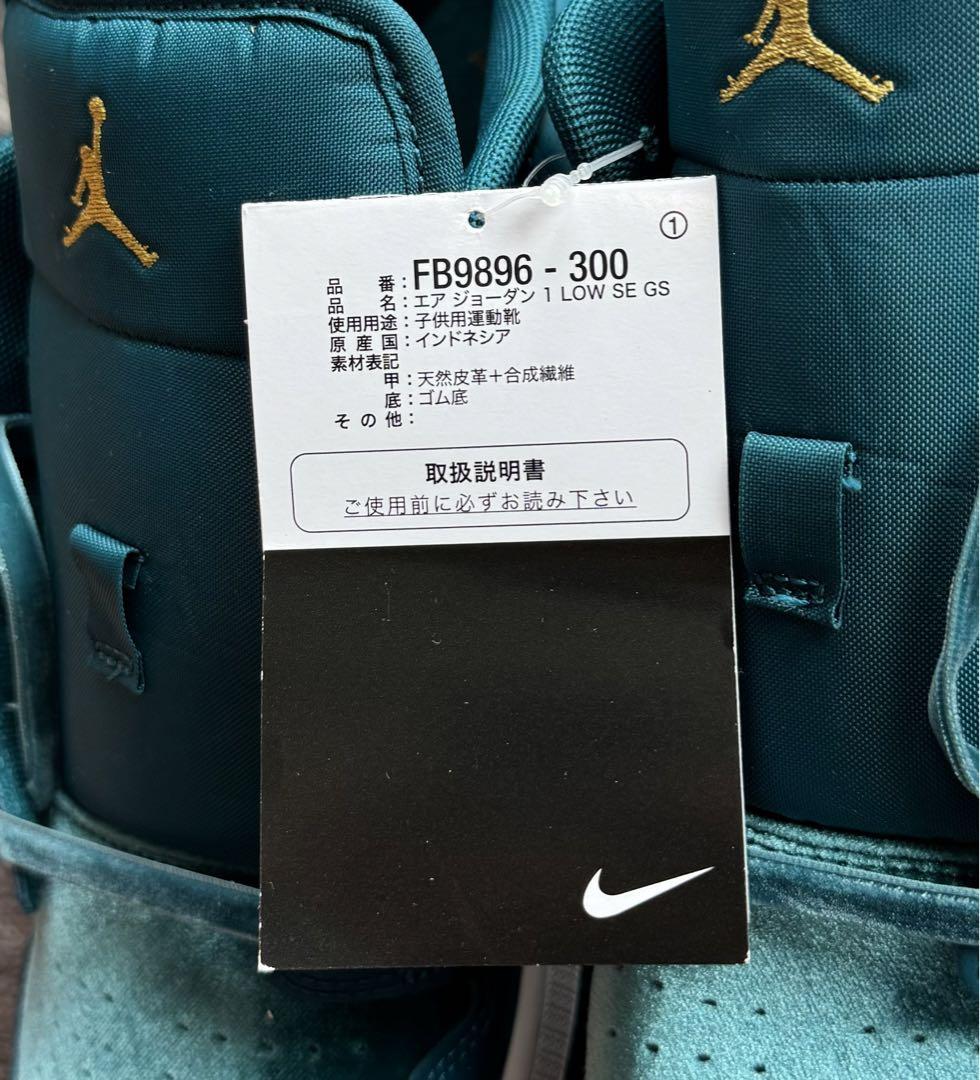 ①
品 番：FB9896 - 300
品 名：エア ジョーダン 1 LOW SE GS
使用用途：子供用運動靴
原 産 国：インドネシア
素材表記
甲：天然皮革＋合成繊維
底：ゴム底
そ の 他：
取扱説明書
ご使用前に必ずお読み下さい